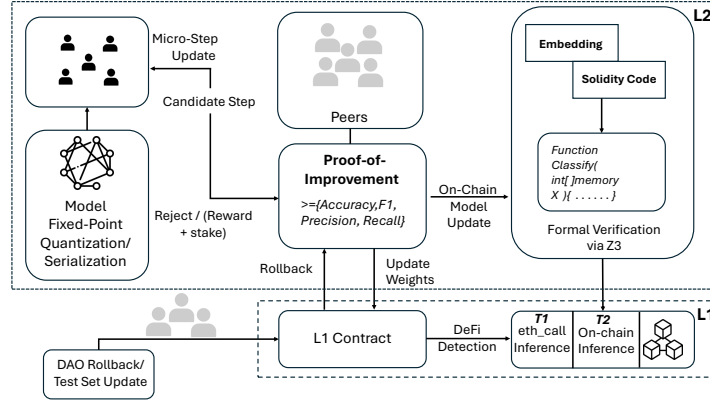 L2
Micro-Step
Update
Candidate Step
Model
Fixed-Point
Quantization/
Serialization
Reject / (Reward
+ stake)
Peers
Proof-of-
Improvement
>={Accuracy,F1,
Precision, Recall}
On-Chain
Model
Update
Embedding
Solidity Code
Function
Classify(
int[ ]memory
X ){ . . . . . . }
Formal Verification
via Z3
Rollback
Update
Weights
L1
DAO Rollback/
Test Set Update
L1 Contract
DeFi
Detection
T1
eth_call
Inference
T2
On-chain
Inference